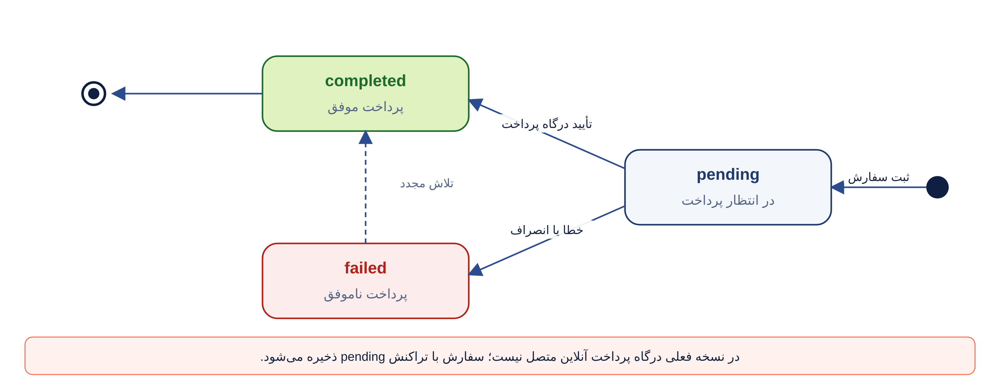 completed
پرداخت موفق
تأیید درگاه پرداخت
ثبت سفارش
pending
در انتظار پرداخت
تلاش مجدد
خطا یا انصراف
failed
پرداخت ناموفق
در نسخه فعلی درگاه پرداخت آنلاین متصل نیست؛ سفارش با تراکنش pending ذخیره می‌شود.